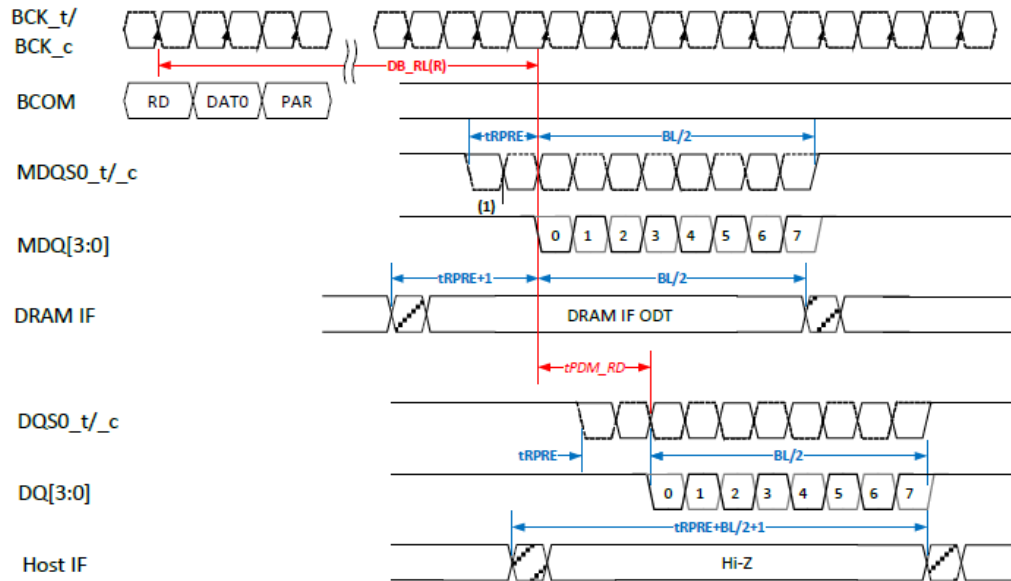 BCK_t/
BCK_c
DB_RL(R)
BCOM
RD DAT0 PAR
tRPRE BL/2
MDQS0_t/_c
(1)
MDQ[3:0]
0 1 2 3 4 5 6 7
tRPRE+1 BL/2
DRAM IF
DRAM IF ODT
tPDM_RD
DQS0_t/_c
tRPRE BL/2
DQ[3:0]
0 1 2 3 4 5 6 7
tRPRE+BL/2+1
Host IF
Hi-Z